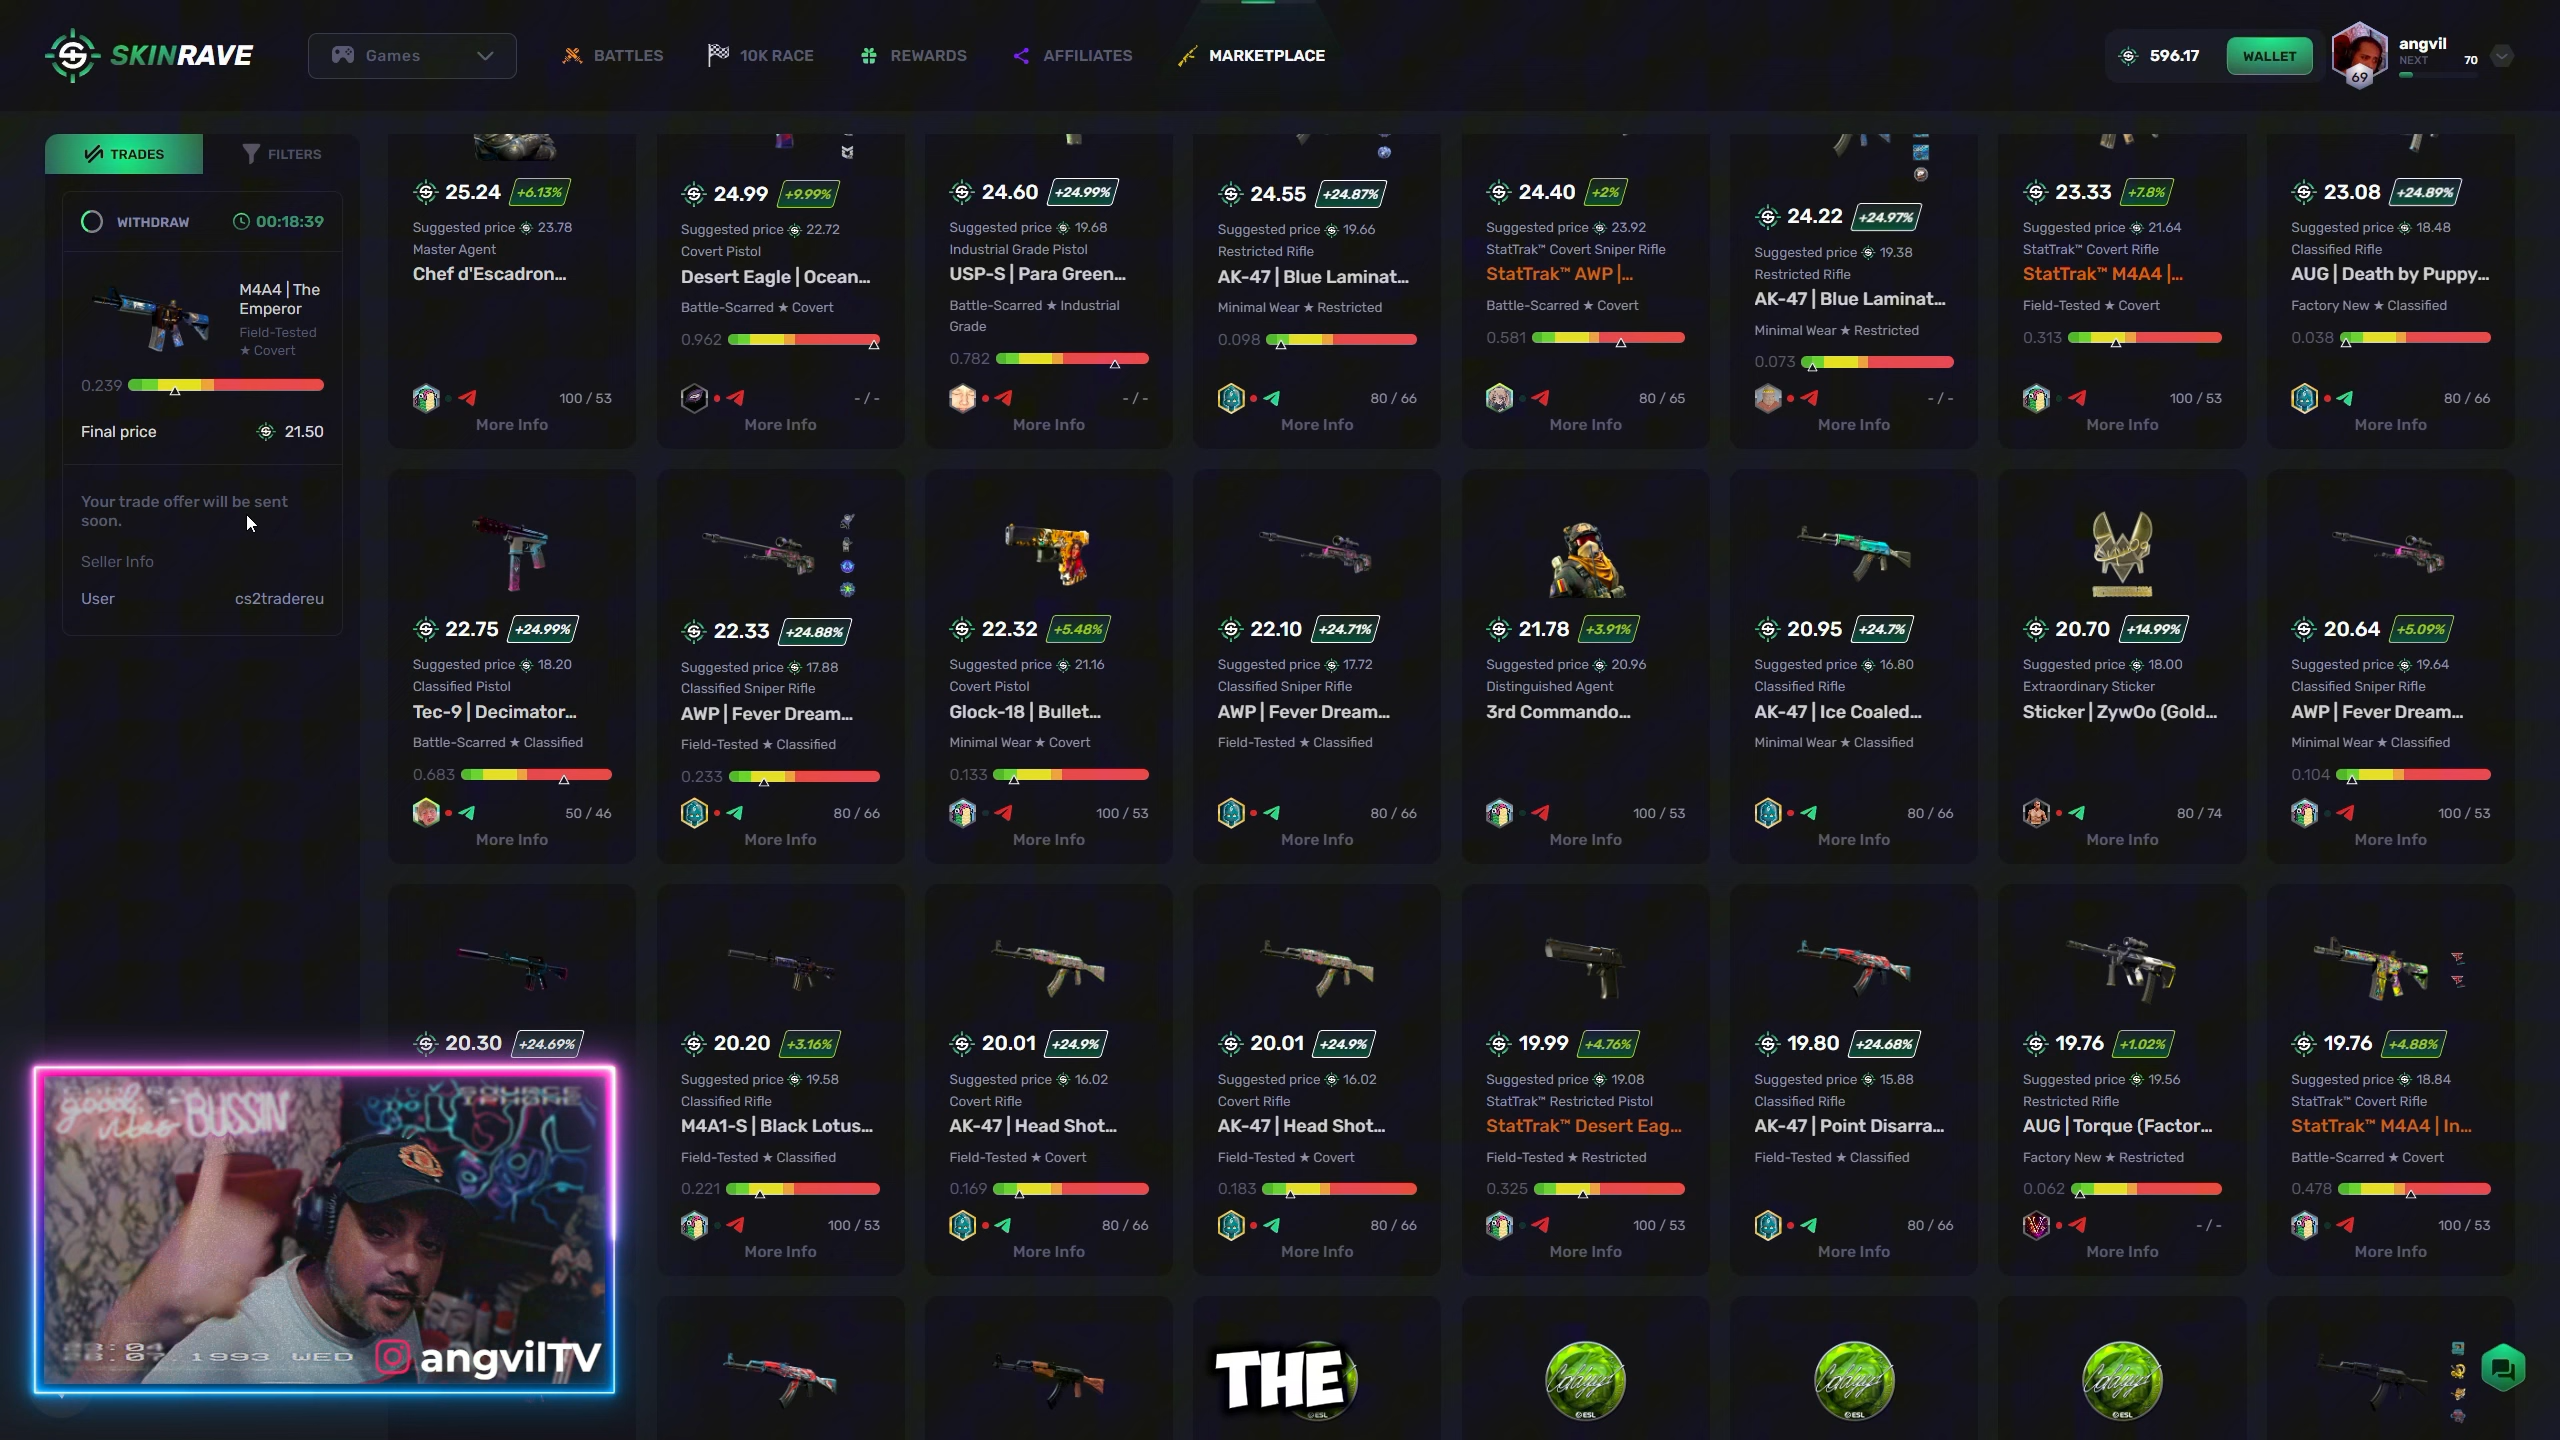 SKINRAVE
Games
BATTLES
10K RACE
REWARDS
AFFILIATES
MARKETPLACE
596.17
WALLET
69
angvil
NEXT 70
TRADES
FILTERS
WITHDRAW 00:18:39
M4A4 | The
Emperor
Field-Tested
★ Covert
0.239
Final price 21.50
Your trade offer will be sent
soon.
Seller Info
User cs2tradereu
25.24 +6.13%
Suggested price 23.78
Master Agent
Chef d'Escadron...
100 / 53
More Info
24.99 +9.99%
Suggested price 22.72
Covert Pistol
Desert Eagle | Ocean...
Battle-Scarred ★ Covert
0.962
- / -
More Info
24.60 +24.99%
Suggested price 19.68
Industrial Grade Pistol
USP-S | Para Green...
Battle-Scarred ★ Industrial
Grade
0.782
- / -
More Info
24.55 +24.87%
Suggested price 19.66
Restricted Rifle
AK-47 | Blue Laminat...
Minimal Wear ★ Restricted
0.098
80 / 66
More Info
24.40 +2%
Suggested price 23.92
StatTrak™ Covert Sniper Rifle
StatTrak™ AWP |...
Battle-Scarred ★ Covert
0.581
80 / 65
More Info
24.22 +24.97%
Suggested price 19.38
Restricted Rifle
AK-47 | Blue Laminat...
Minimal Wear ★ Restricted
0.073
- / -
More Info
23.33 +7.8%
Suggested price 21.64
StatTrak™ Covert Rifle
StatTrak™ M4A4 |...
Field-Tested ★ Covert
0.313
100 / 53
More Info
23.08 +24.89%
Suggested price 18.48
Classified Rifle
AUG | Death by Puppy...
Factory New ★ Classified
0.038
80 / 66
More Info
22.75 +24.99%
Suggested price 18.20
Classified Pistol
Tec-9 | Decimator...
Battle-Scarred ★ Classified
0.683
50 / 46
More Info
22.33 +24.88%
Suggested price 17.88
Classified Sniper Rifle
AWP | Fever Dream...
Field-Tested ★ Classified
0.233
80 / 66
More Info
22.32 +5.48%
Suggested price 21.16
Covert Pistol
Glock-18 | Bullet...
Minimal Wear ★ Covert
0.133
100 / 53
More Info
22.10 +24.71%
Suggested price 17.72
Classified Sniper Rifle
AWP | Fever Dream...
Field-Tested ★ Classified
80 / 66
More Info
21.78 +3.91%
Suggested price 20.96
Distinguished Agent
3rd Commando...
100 / 53
More Info
20.95 +24.7%
Suggested price 16.80
Classified Rifle
AK-47 | Ice Coaled...
Minimal Wear ★ Classified
80 / 66
More Info
20.70 +14.99%
Suggested price 18.00
Extraordinary Sticker
Sticker | ZywOo (Gold...
80 / 74
More Info
20.64 +5.09%
Suggested price 19.64
Classified Sniper Rifle
AWP | Fever Dream...
Minimal Wear ★ Classified
0.104
100 / 53
More Info
20.30 +24.69%
20.20 +3.16%
Suggested price 19.58
Classified Rifle
M4A1-S | Black Lotus...
Field-Tested ★ Classified
0.221
100 / 53
More Info
20.01 +24.9%
Suggested price 16.02
Covert Rifle
AK-47 | Head Shot...
Field-Tested ★ Covert
0.169
80 / 66
More Info
20.01 +24.9%
Suggested price 16.02
Covert Rifle
AK-47 | Head Shot...
Field-Tested ★ Covert
0.183
80 / 66
More Info
19.99 +4.76%
Suggested price 19.08
StatTrak™ Restricted Pistol
StatTrak™ Desert Eag...
Field-Tested ★ Restricted
0.325
100 / 53
More Info
19.80 +24.68%
Suggested price 15.88
Classified Rifle
AK-47 | Point Disarra...
Field-Tested ★ Classified
80 / 66
More Info
19.76 +1.02%
Suggested price 19.56
Restricted Rifle
AUG | Torque (Factor...
Factory New ★ Restricted
0.062
- / -
More Info
19.76 +4.88%
Suggested price 18.84
StatTrak™ Covert Rifle
StatTrak™ M4A4 | In...
Battle-Scarred ★ Covert
0.478
100 / 53
More Info
good
vibes
BUSSIN'
SOURCE
IPHONE
1993 WED
angvilTV
THE
©ESL
©ESL
©ESL
©ESL